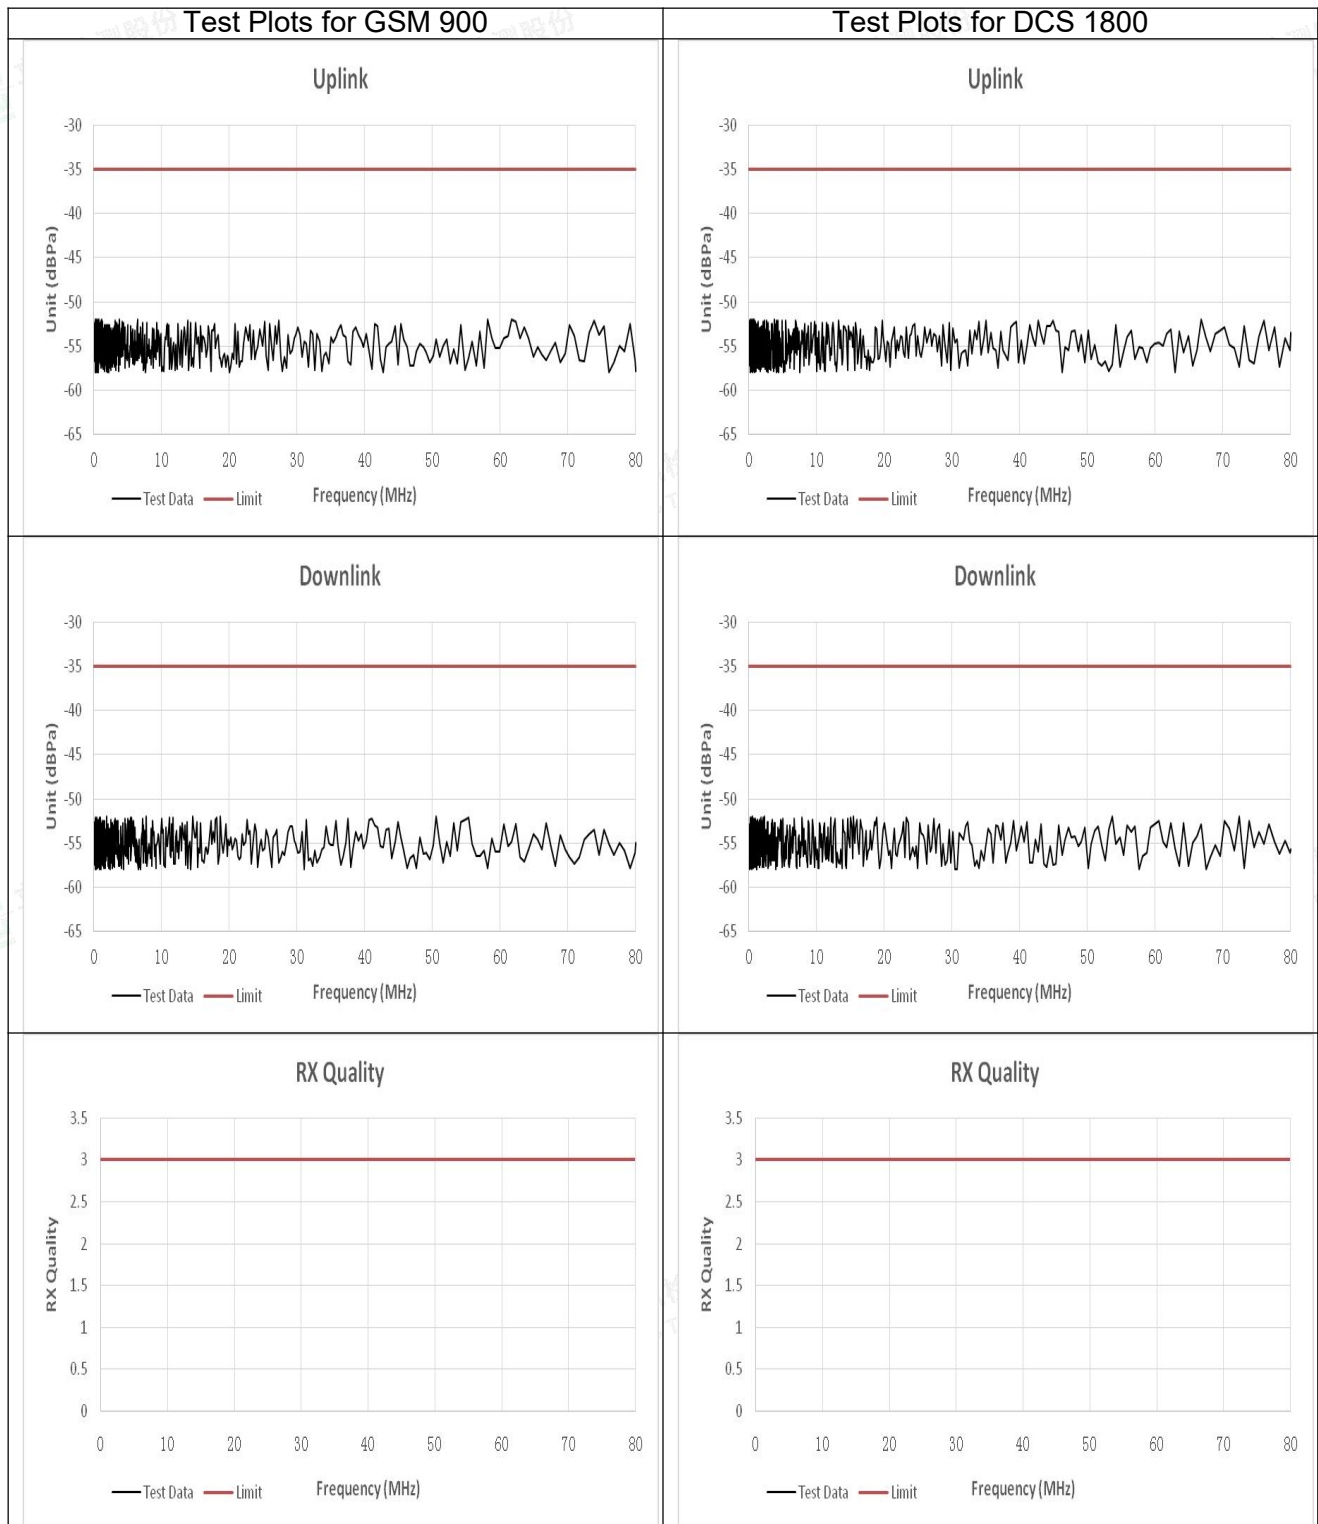 Test Plots for GSM 900
Test Plots for DCS 1800
Uplink
-30
-35
-40
-45
-50
-55
-60
-65
Unit (dBPa)
0 10 20 30 40 50 60 70 80
Test Data Limit Frequency (MHz)
Uplink
-30
-35
-40
-45
-50
-55
-60
-65
Unit (dBPa)
0 10 20 30 40 50 60 70 80
Test Data Limit Frequency (MHz)
Downlink
-30
-35
-40
-45
-50
-55
-60
-65
Unit (dBPa)
0 10 20 30 40 50 60 70 80
Test Data Limit Frequency (MHz)
Downlink
-30
-35
-40
-45
-50
-55
-60
-65
Unit (dBPa)
0 10 20 30 40 50 60 70 80
Test Data Limit Frequency (MHz)
RX Quality
3.5
3
2.5
2
1.5
1
0.5
0
RX Quality
0 10 20 30 40 50 60 70 80
Test Data Limit Frequency (MHz)
RX Quality
3.5
3
2.5
2
1.5
1
0.5
0
RX Quality
0 10 20 30 40 50 60 70 80
Test Data Limit Frequency (MHz)